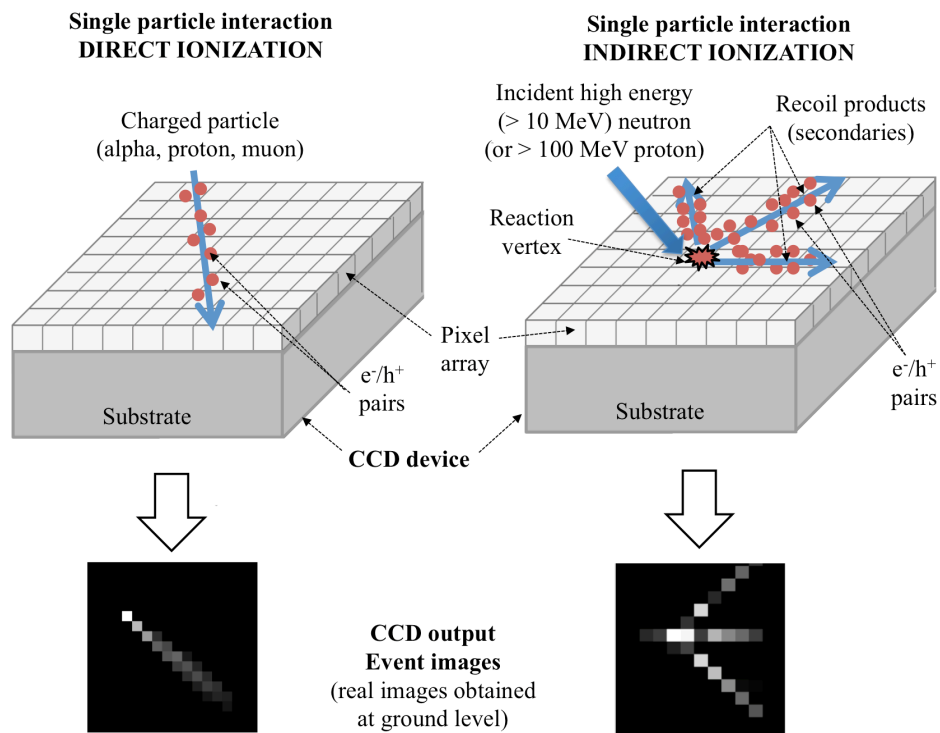 Single particle interaction
DIRECT IONIZATION
Charged particle
(alpha, proton, muon)
Pixel
array
e⁻/h⁺
pairs
Substrate
CCD device
Single particle interaction
INDIRECT IONIZATION
Incident high energy
(> 10 MeV) neutron
(or > 100 MeV proton)
Recoil products
(secondaries)
Reaction
vertex
e⁻/h⁺
pairs
Substrate
CCD output
Event images
(real images obtained
at ground level)